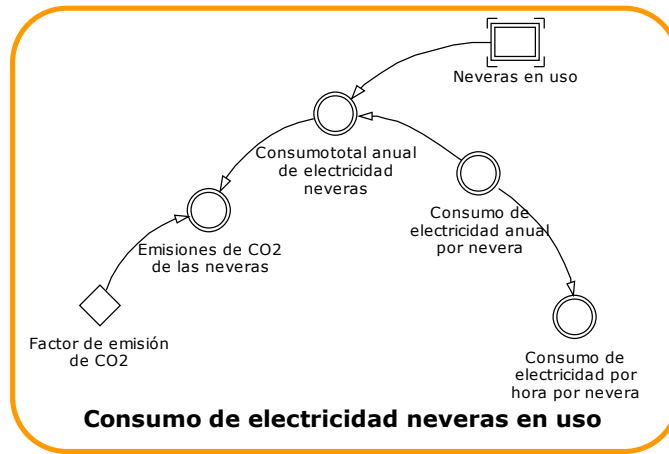 Neveras en uso
Consumototal anual
de electricidad
neveras
Consumo de
electricidad anual
por nevera
Emisiones de CO2
de las neveras
Factor de emisión
de CO2
Consumo de
electricidad por
hora por nevera
Consumo de electricidad neveras en uso